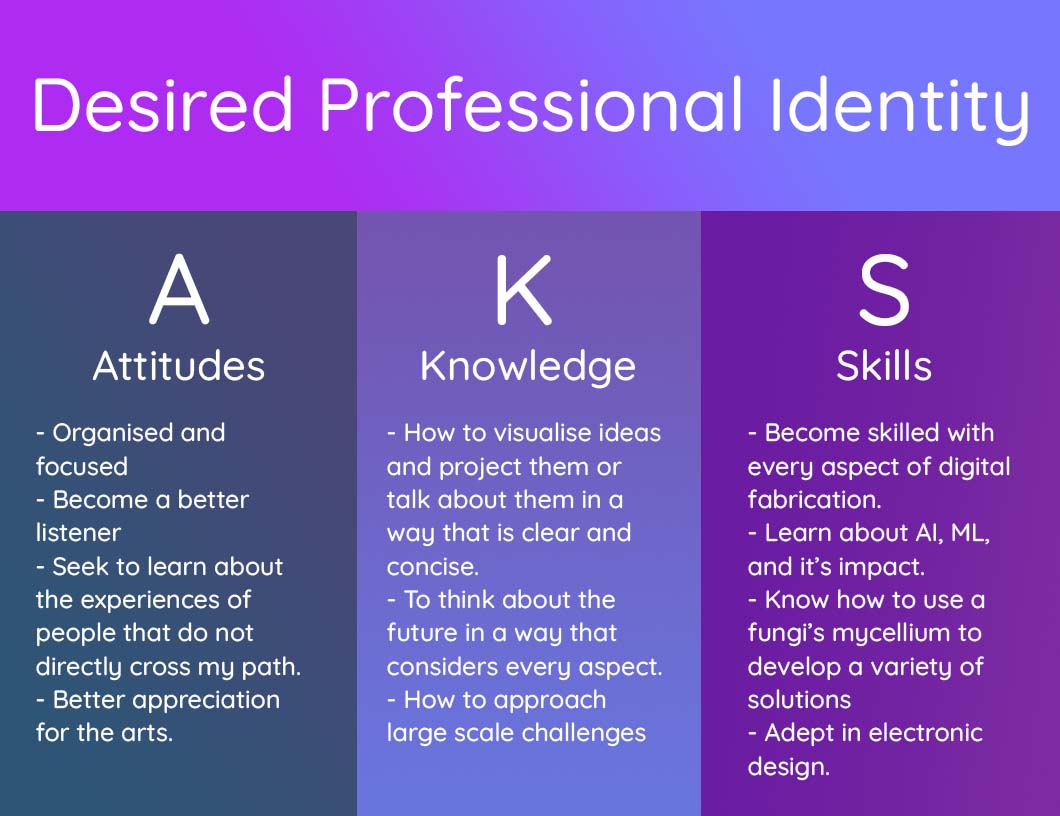 Desired Professional Identity
A
Attitudes
- Organised and
focused
- Become a better
listener
- Seek to learn about
the experiences of
people that do not
directly cross my path.
- Better appreciation
for the arts.
K
Knowledge
- How to visualise ideas
and project them or
talk about them in a
way that is clear and
concise.
- To think about the
future in a way that
considers every aspect.
- How to approach
large scale challenges
S
Skills
- Become skilled with
every aspect of digital
fabrication.
- Learn about AI, ML,
and it’s impact.
- Know how to use a
fungi’s mycellium to
develop a variety of
solutions
- Adept in electronic
design.